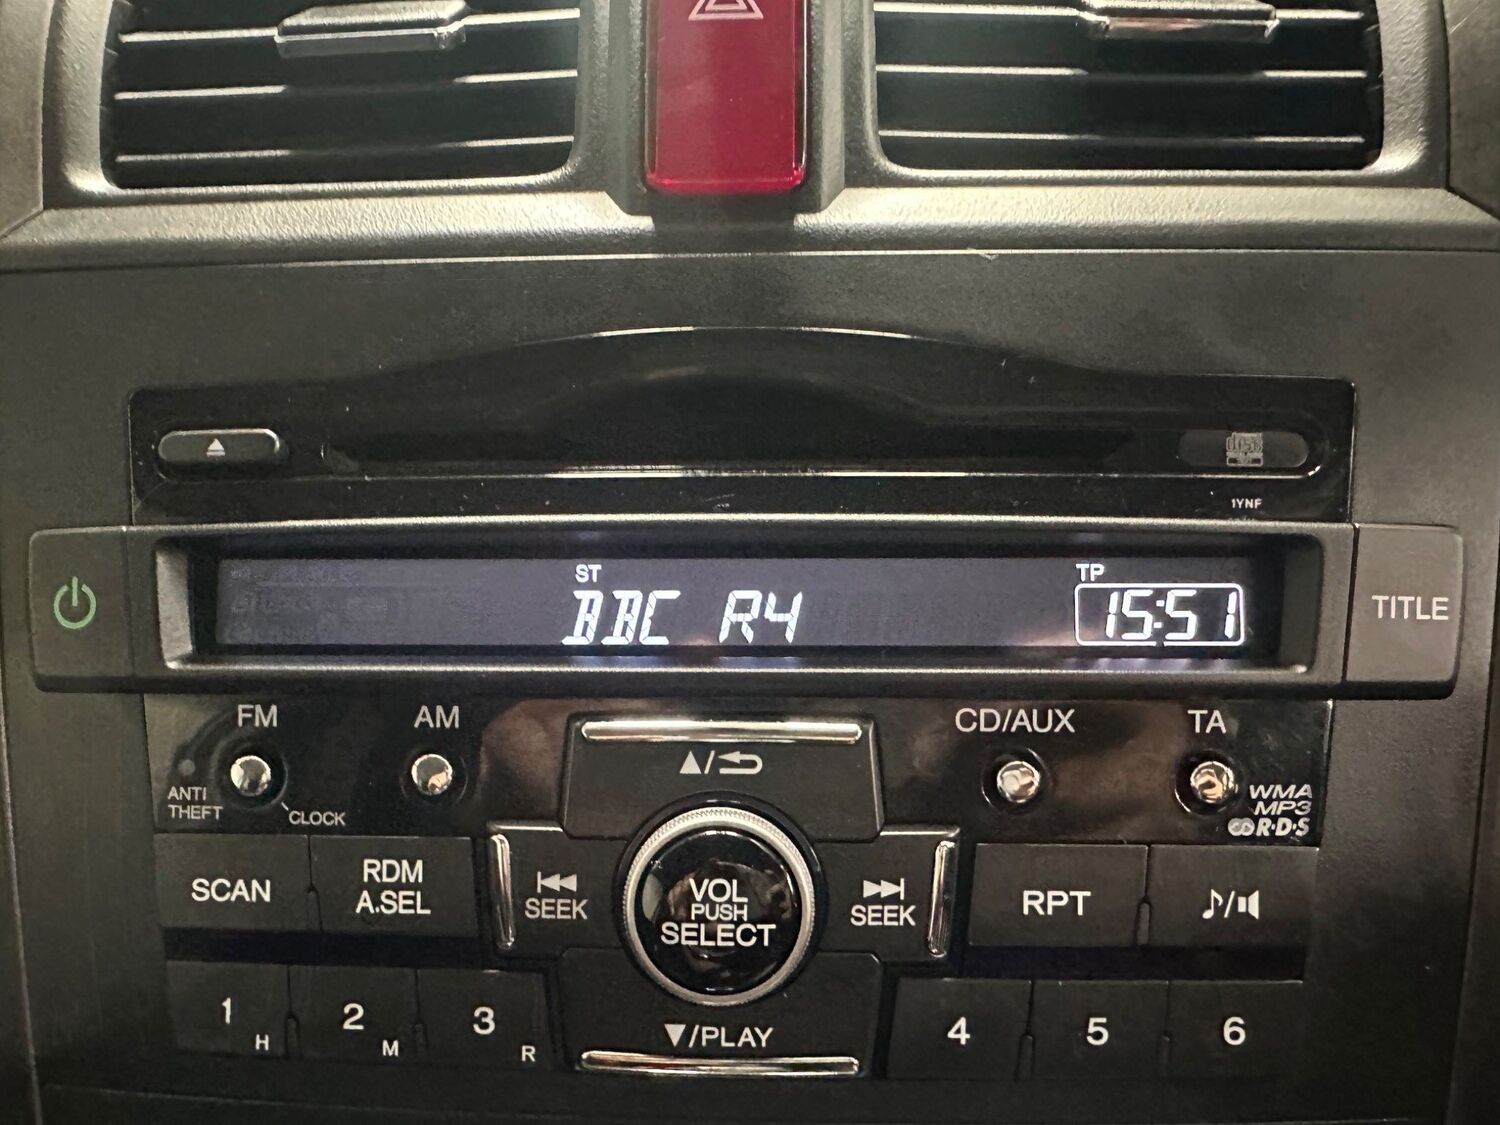 1YNF
ST
TP
BBC R4
15:51
TITLE
FM
AM
CD/AUX
TA
ANTI
THEFT
CLOCK
WMA
MP3
R·D·S
SCAN
RDM
A.SEL
SEEK
VOL
PUSH
SELECT
SEEK
RPT
1
H
2
M
3
R
/PLAY
4
5
6